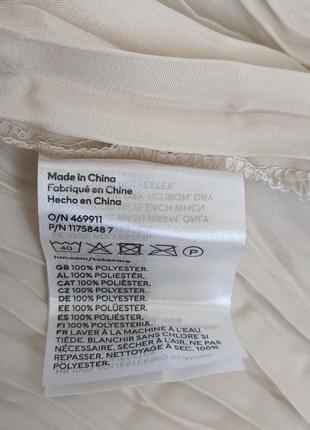 Made in China
Fabriqué en Chine
Hecho en China
O/N 469911
P/N 1175848 7
40 P
hm.com/takecare
GB 100% POLYESTER.
AL 100% POLIESTER.
CAT 100% POLIÈSTER.
CZ 100% POLYESTER.
DE 100% POLYESTER.
EE 100% POLÜESTER.
ES 100% POLIÉSTER.
FI 100% POLYESTERIA.
FR LAVER À LA MACHINE À L'EAU
TIÈDE. BLANCHIR SANS CHLORE SI
NÉCESSAIRE. SÉCHER À L'AIR. NE PAS
REPASSER. NETTOYAGE À SEC. 100%
POLYESTER.